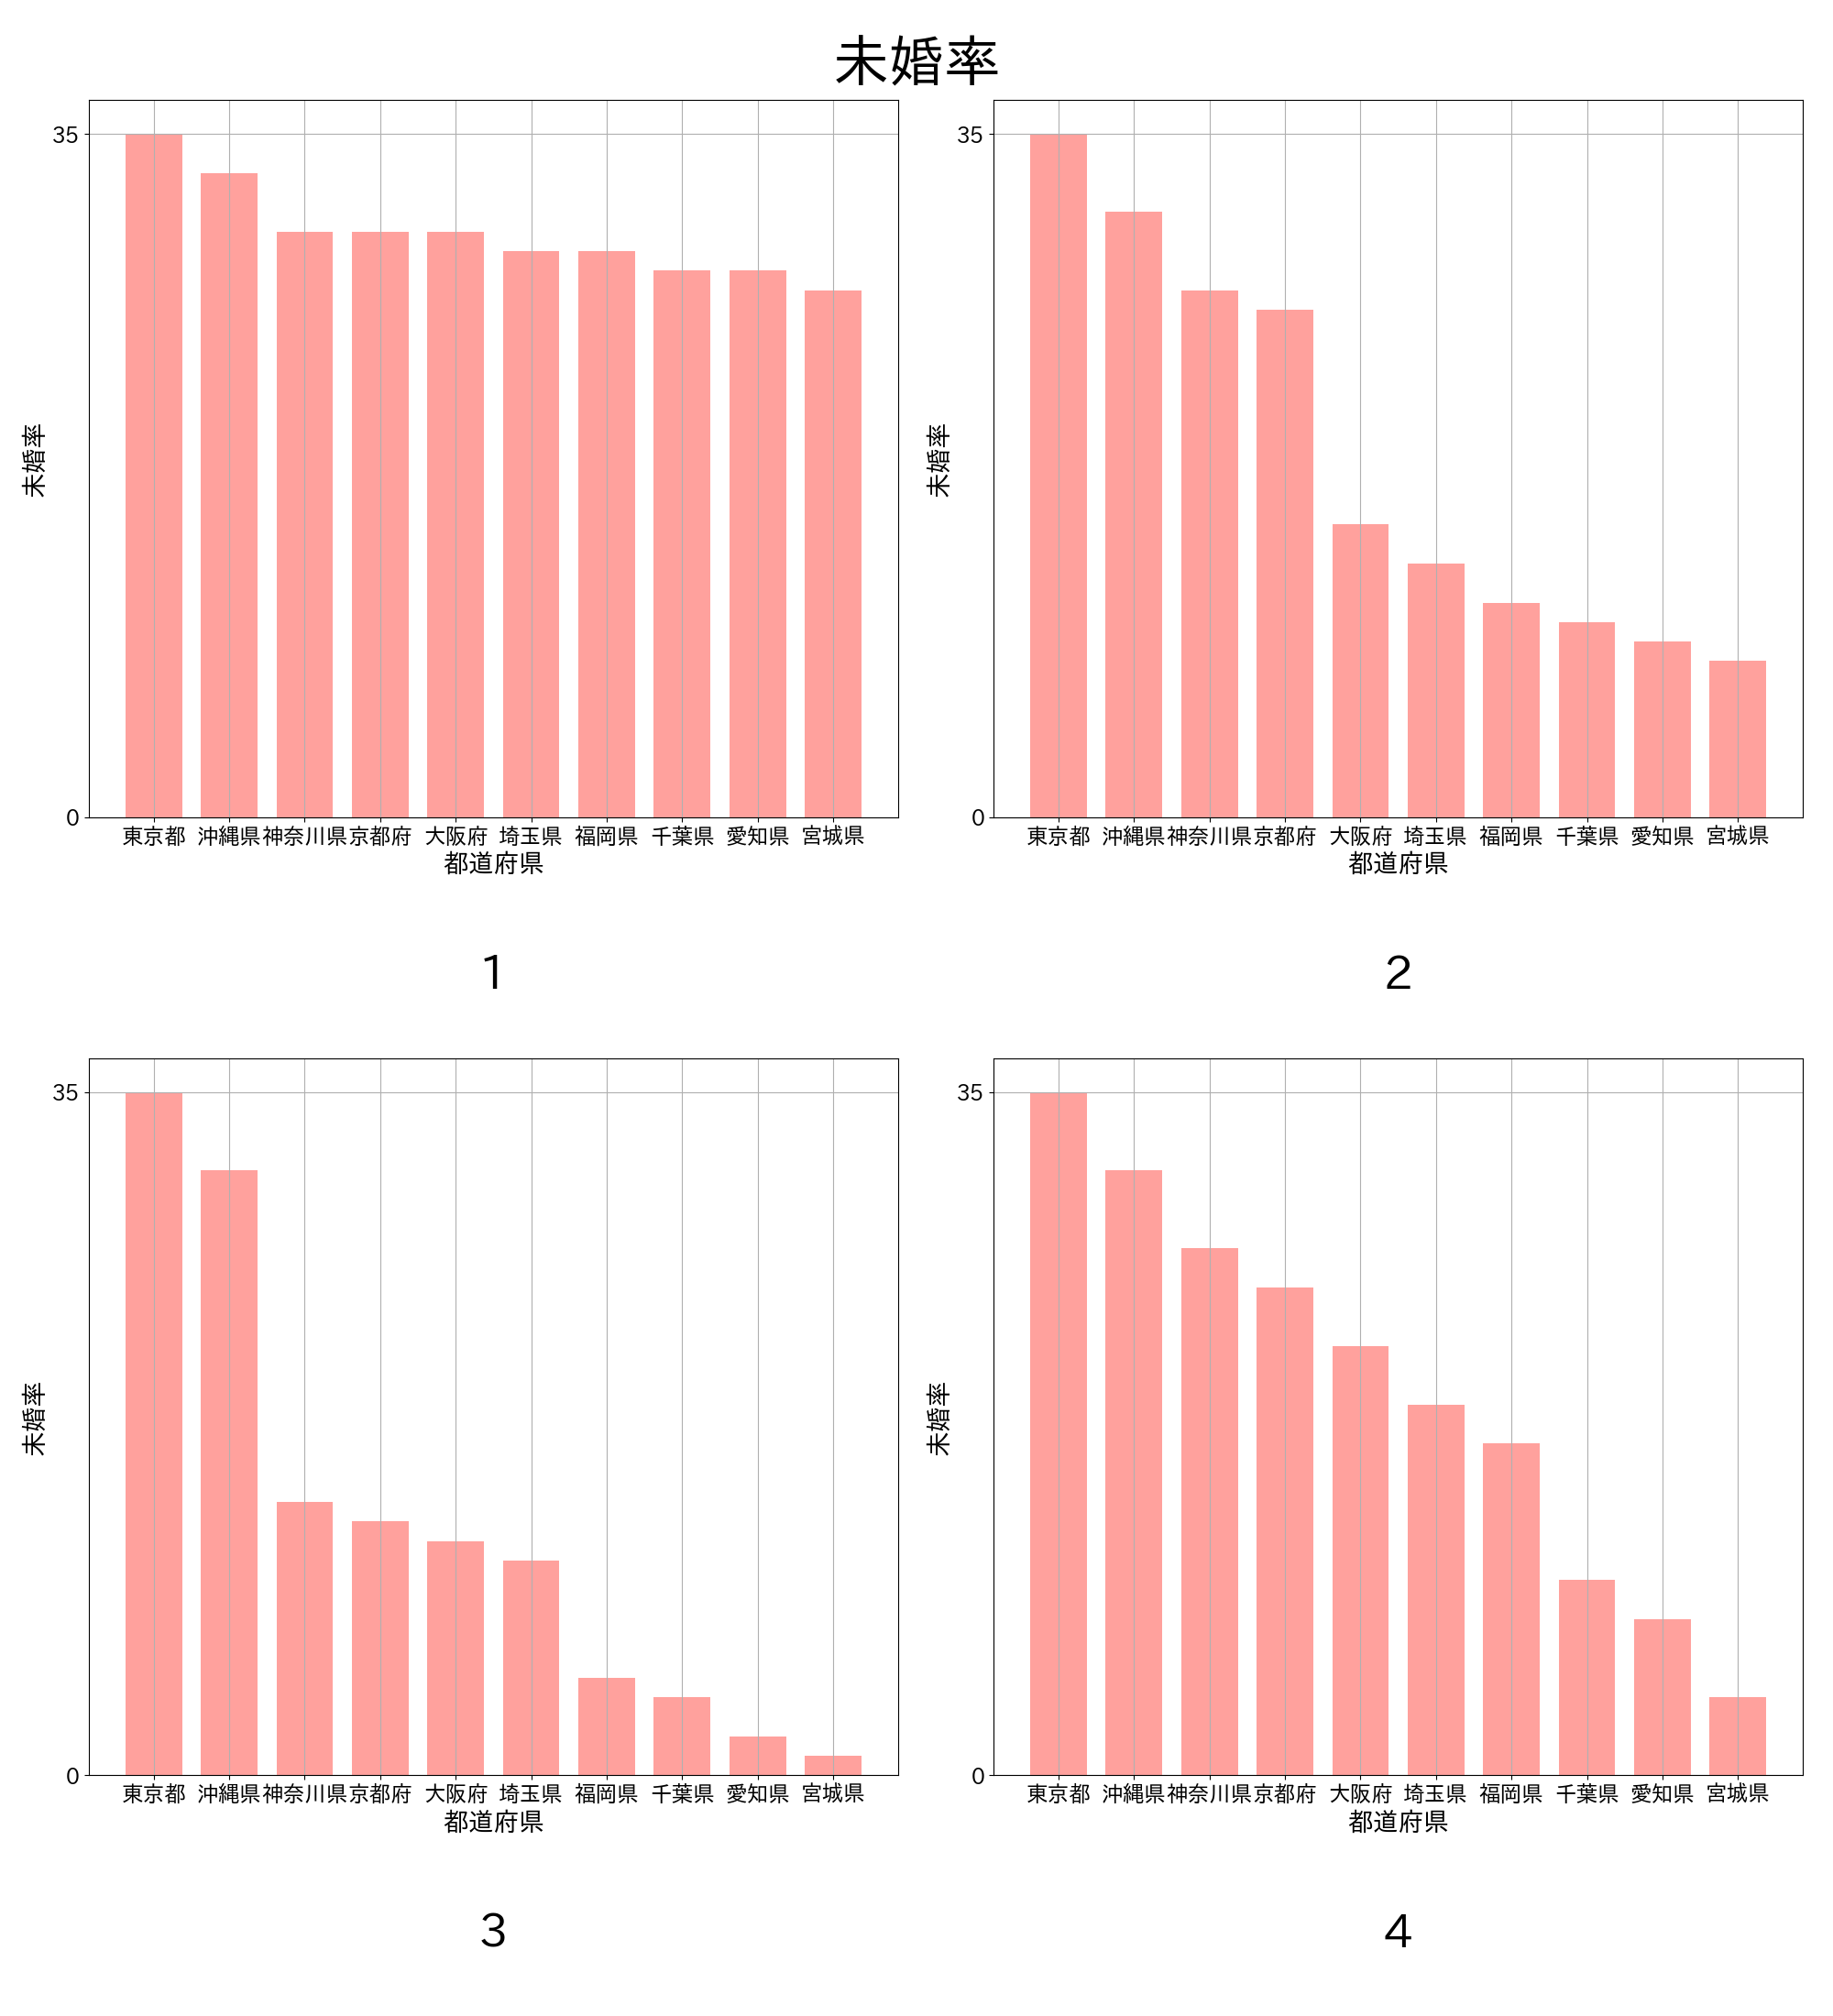 未婚率
35
未婚率
0
東京都 沖縄県 神奈川県 京都府 大阪府 埼玉県 福岡県 千葉県 愛知県 宮城県
都道府県
1
35
未婚率
0
東京都 沖縄県 神奈川県 京都府 大阪府 埼玉県 福岡県 千葉県 愛知県 宮城県
都道府県
2
35
未婚率
0
東京都 沖縄県 神奈川県 京都府 大阪府 埼玉県 福岡県 千葉県 愛知県 宮城県
都道府県
3
35
未婚率
0
東京都 沖縄県 神奈川県 京都府 大阪府 埼玉県 福岡県 千葉県 愛知県 宮城県
都道府県
4